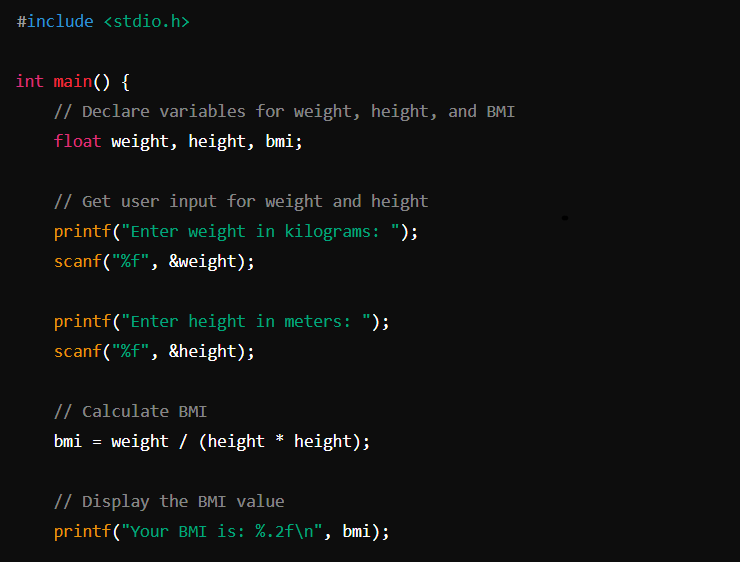 #include <stdio.h>
int main() {
// Declare variables for weight, height, and BMI
float weight, height, bmi;
// Get user input for weight and height
printf("Enter weight in kilograms: ");
scanf("%f", &weight);
printf("Enter height in meters: ");
scanf("%f", &height);
// Calculate BMI
bmi = weight / (height * height);
// Display the BMI value
printf("Your BMI is: %.2f\n", bmi);